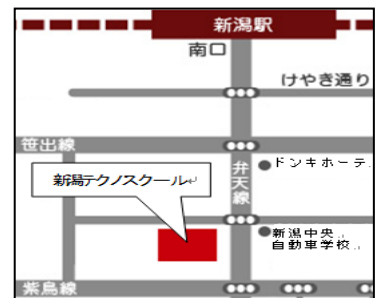 新潟駅
南口
けやき通り
笹出線
弁天線
ドンキホーテ
新潟テクノスクール
新潟中央
自動車学校
紫鳥線